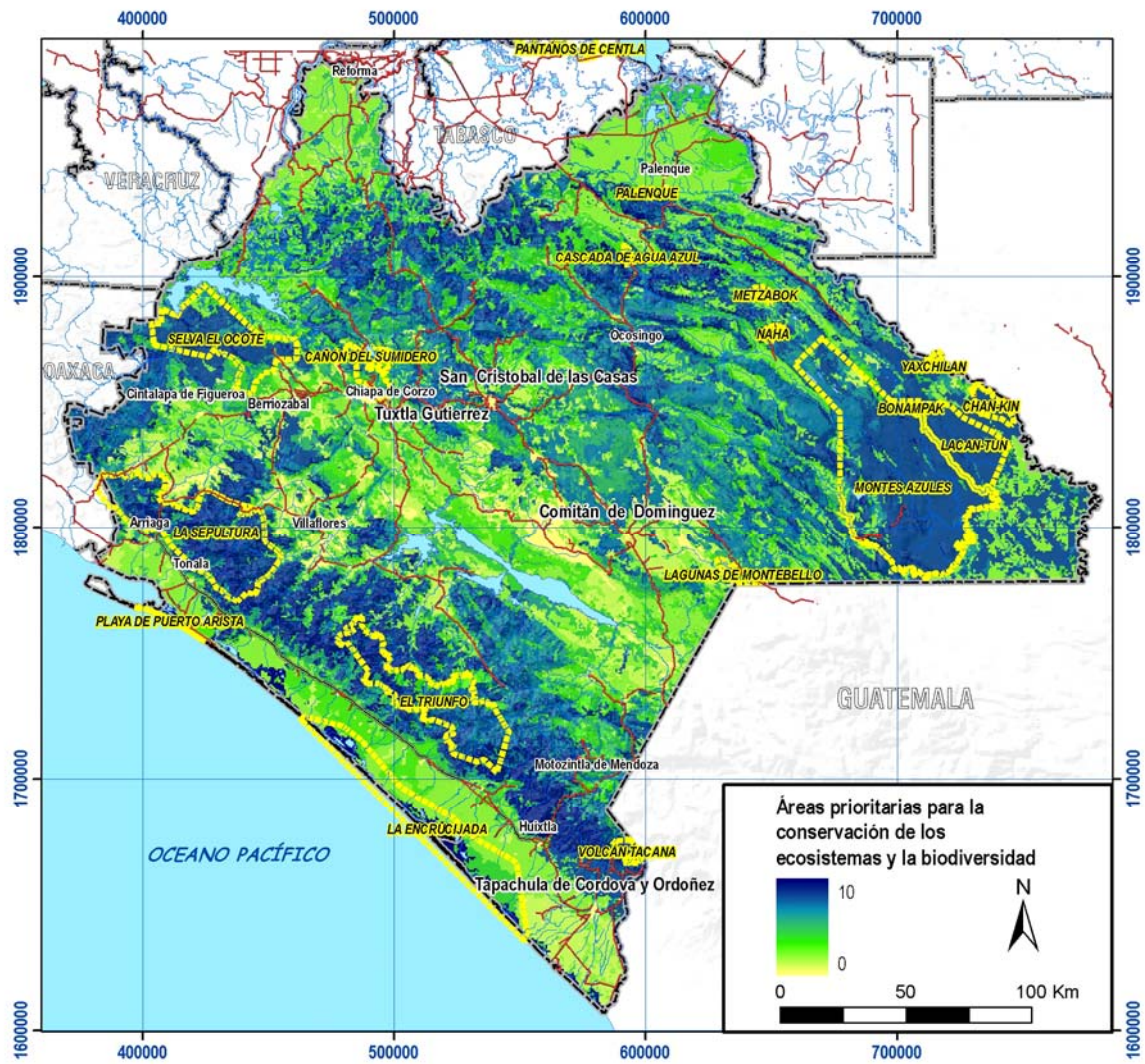 400000
500000
600000
700000
PANTANOS DE CENTLA
Reforma
TABASCO
VERACRUZ
Palenque
PALENQUE
CASCADA DE AGUA AZUL
1900000
1900000
METZABOK
SELVA EL OCOTE
NAHA
Ocosingo
OAXACA
CAÑON DEL SUMIDERO
YAXCHILAN
San Cristobal de las Casas
Cintalapa de Figueroa
Chiapa de Corzo
Berriozabal
Tuxtla Gutierrez
BONAMPAK
CHAN-KIN
LACAN-TUN
MONTES AZULES
Comitán de Domínguez
1800000
1800000
Arriaga
LA SEPULTURA
Villaflores
Tonala
LAGUNAS DE MONTEBELLO
PLAYA DE PUERTO ARISTA
EL TRIUNFO
GUATEMALA
Motozintla de Mendoza
1700000
1700000
Huixtla
LA ENCRUCIJADA
OCEANO PACÍFICO
VOLCAN TACANA
Tapachula de Cordova y Ordoñez
Áreas prioritarias para la
conservación de los
ecosistemas y la biodiversidad
10
0
N
0 50 100 Km
1600000
1600000
400000
500000
600000
700000